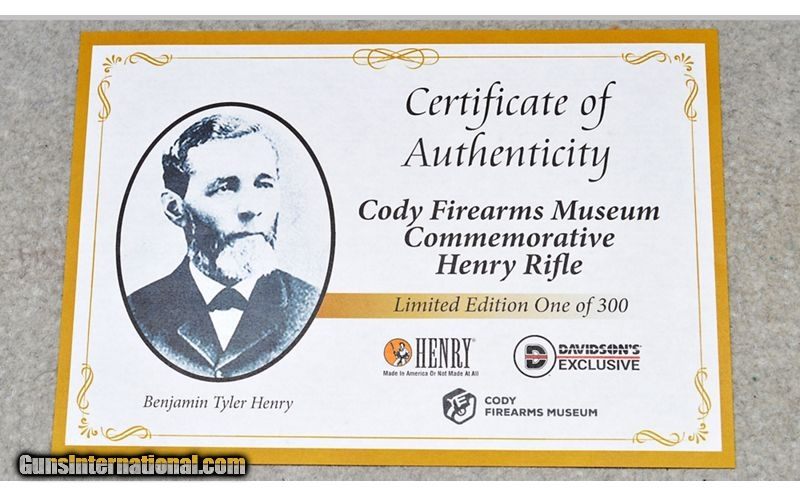 Certificate of
Authenticity
Cody Firearms Museum
Commemorative
Henry Rifle
Limited Edition One of 300
HENRY®
Made In America Or Not Made At All
D
DAVIDSON'S
EXCLUSIVE
CODY
FIREARMS MUSEUM
Benjamin Tyler Henry
GunsInternational.com